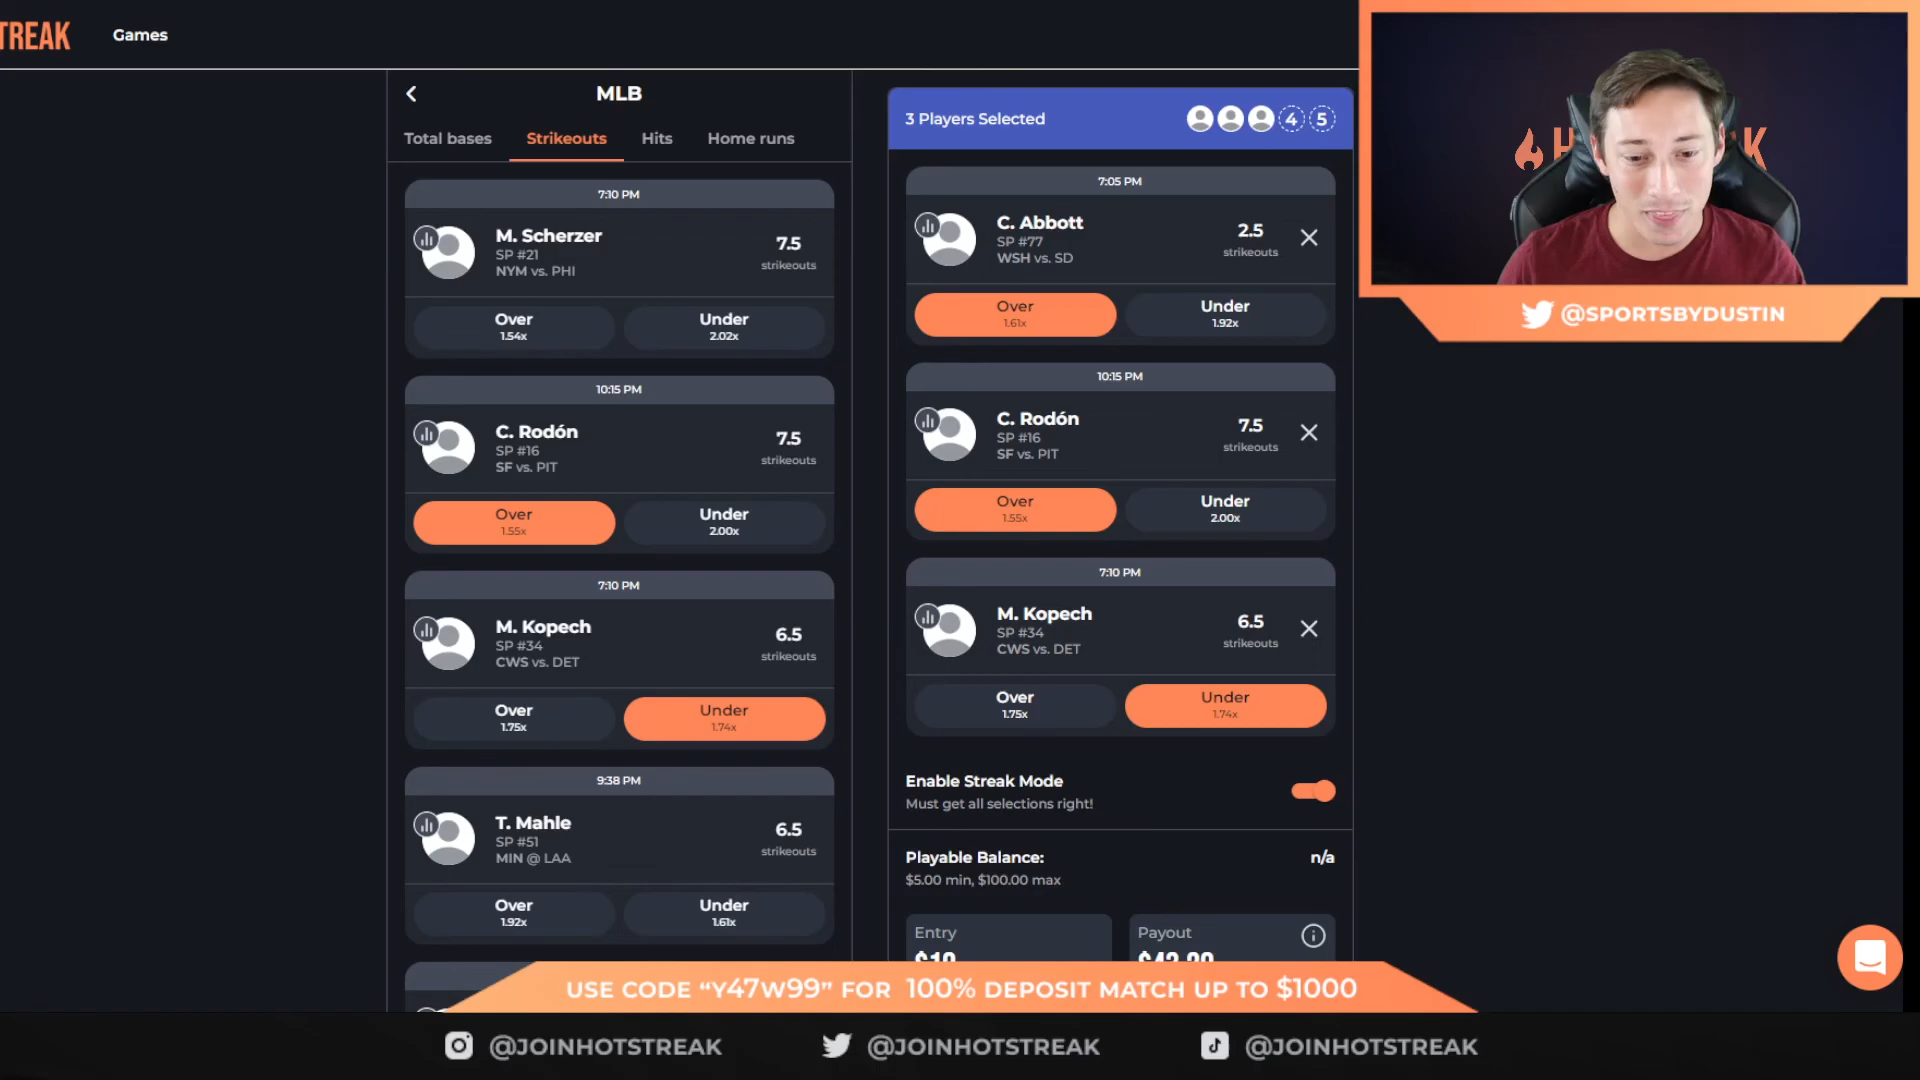 TREAK
Games
MLB
Total bases
Strikeouts
Hits
Home runs
7:10 PM
M. Scherzer
SP #21
NYM vs. PHI
7.5
strikeouts
Over
1.54x
Under
2.02x
10:15 PM
C. Rodón
SP #16
SF vs. PIT
7.5
strikeouts
Over
1.55x
Under
2.00x
7:10 PM
M. Kopech
SP #34
CWS vs. DET
6.5
strikeouts
Over
1.75x
Under
1.74x
9:38 PM
T. Mahle
SP #51
MIN @ LAA
6.5
strikeouts
Over
1.92x
Under
1.61x
3 Players Selected
4
5
7:05 PM
C. Abbott
SP #77
WSH vs. SD
2.5
strikeouts
Over
1.61x
Under
1.92x
10:15 PM
C. Rodón
SP #16
SF vs. PIT
7.5
strikeouts
Over
1.55x
Under
2.00x
7:10 PM
M. Kopech
SP #34
CWS vs. DET
6.5
strikeouts
Over
1.75x
Under
1.74x
Enable Streak Mode
Must get all selections right!
Playable Balance:
n/a
$5.00 min, $100.00 max
Entry
Payout
H
K
@SPORTSBYDUSTIN
USE CODE “Y47W99” FOR 100% DEPOSIT MATCH UP TO $1000
@JOINHOTSTREAK
@JOINHOTSTREAK
@JOINHOTSTREAK